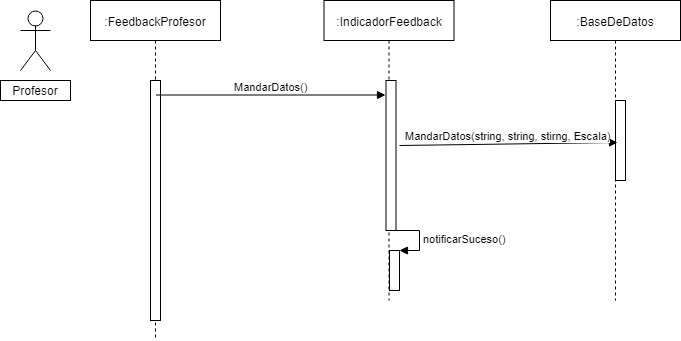 :FeedbackProfesor
:IndicadorFeedback
:BaseDeDatos
Profesor
MandarDatos()
MandarDatos(string, string, stirng, Escala)
notificarSuceso()